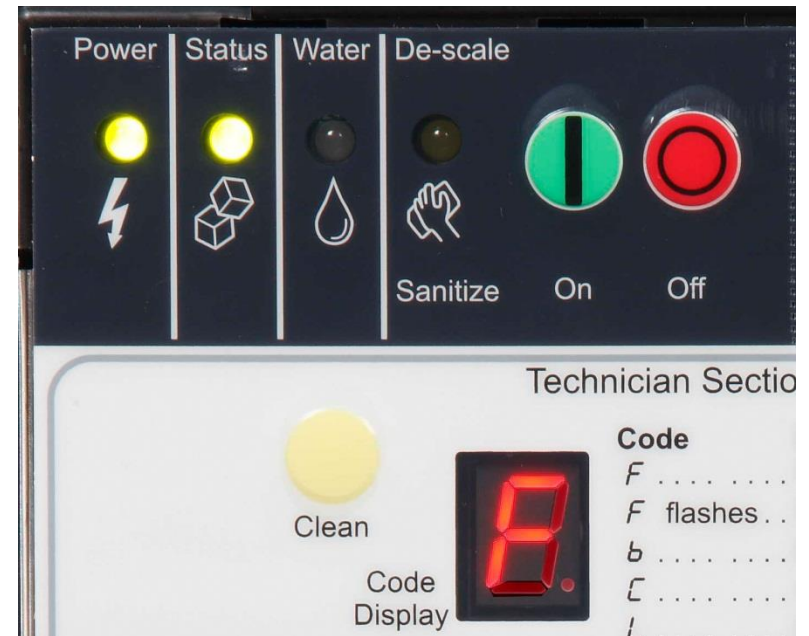 Power Status Water De-scale
Sanitize On Off
Technician Sectio
Code
F . . . . . . . .
F flashes . .
Clean
b . . . . . . . .
Code
Display
F
C . . . . . . . .